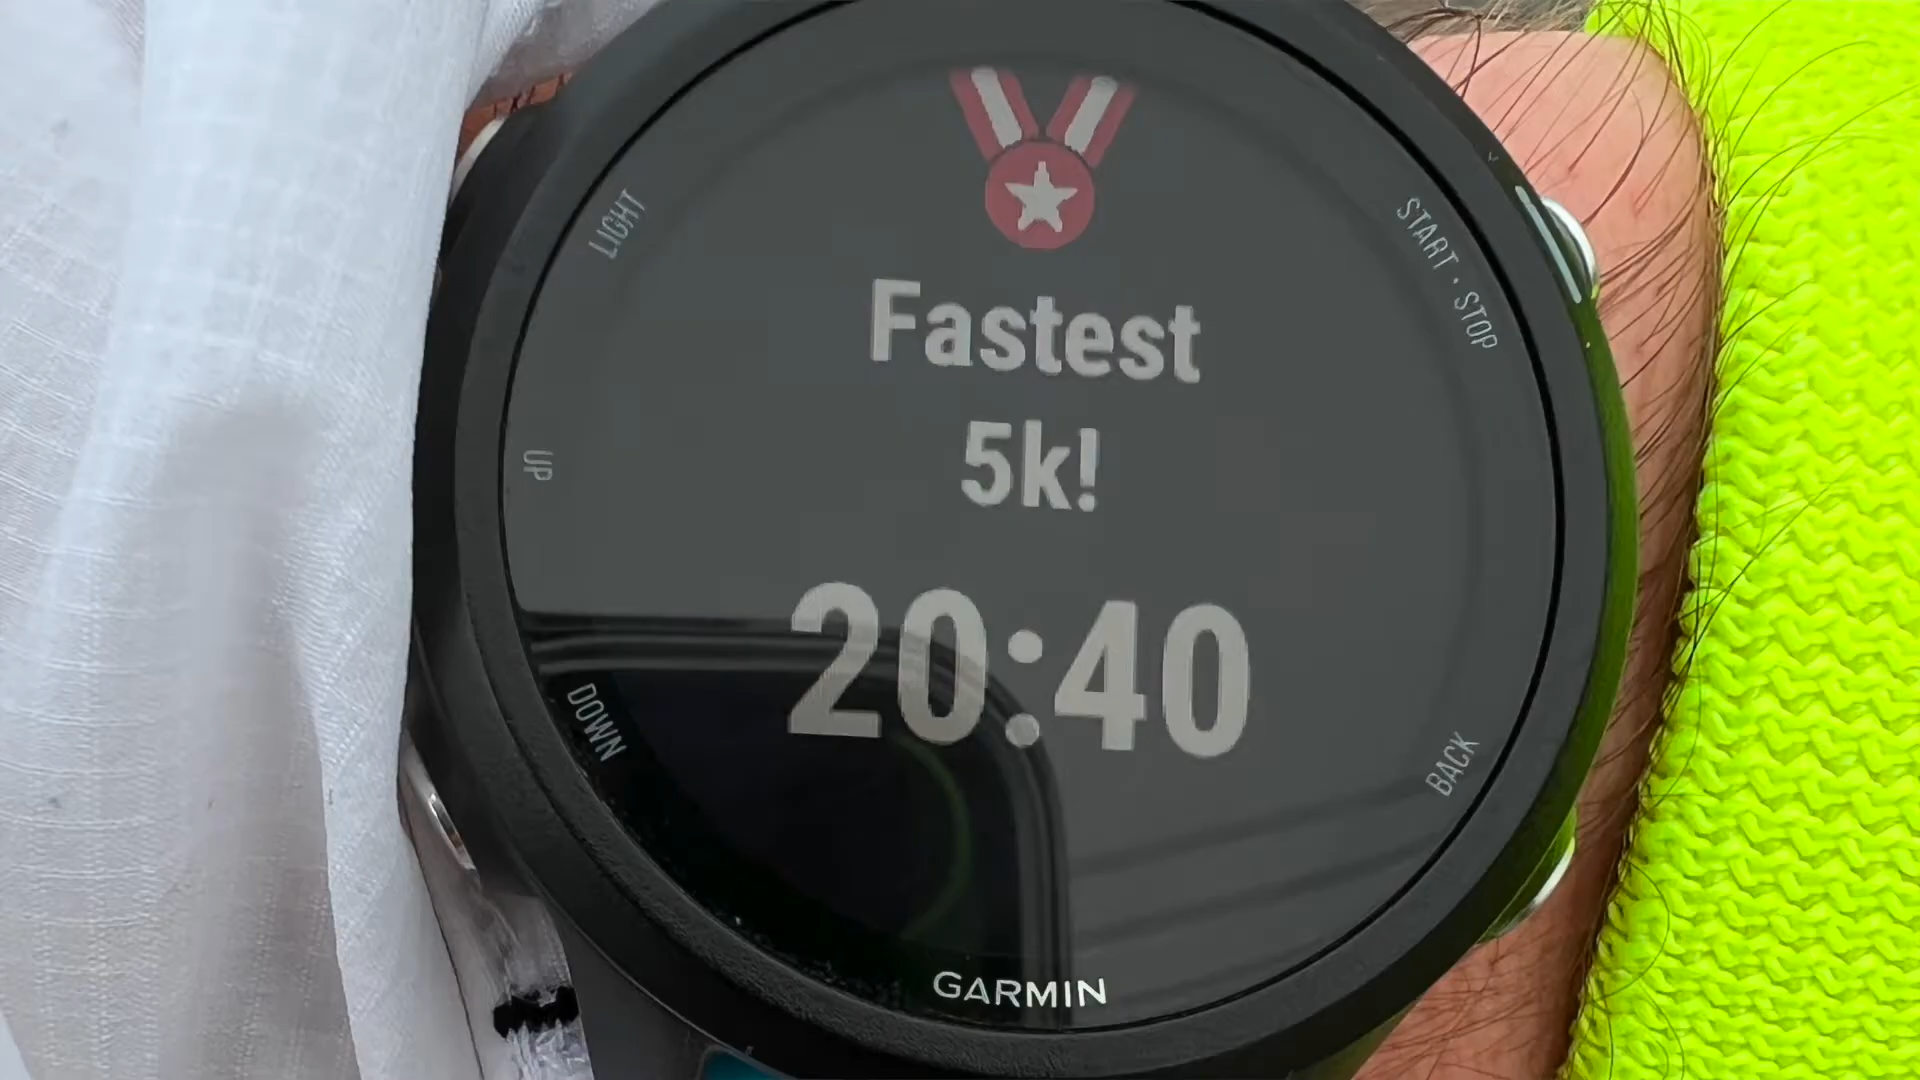 LIGHT
START · STOP
Fastest
5k!
UP
20:40
DOWN
BACK
GARMIN